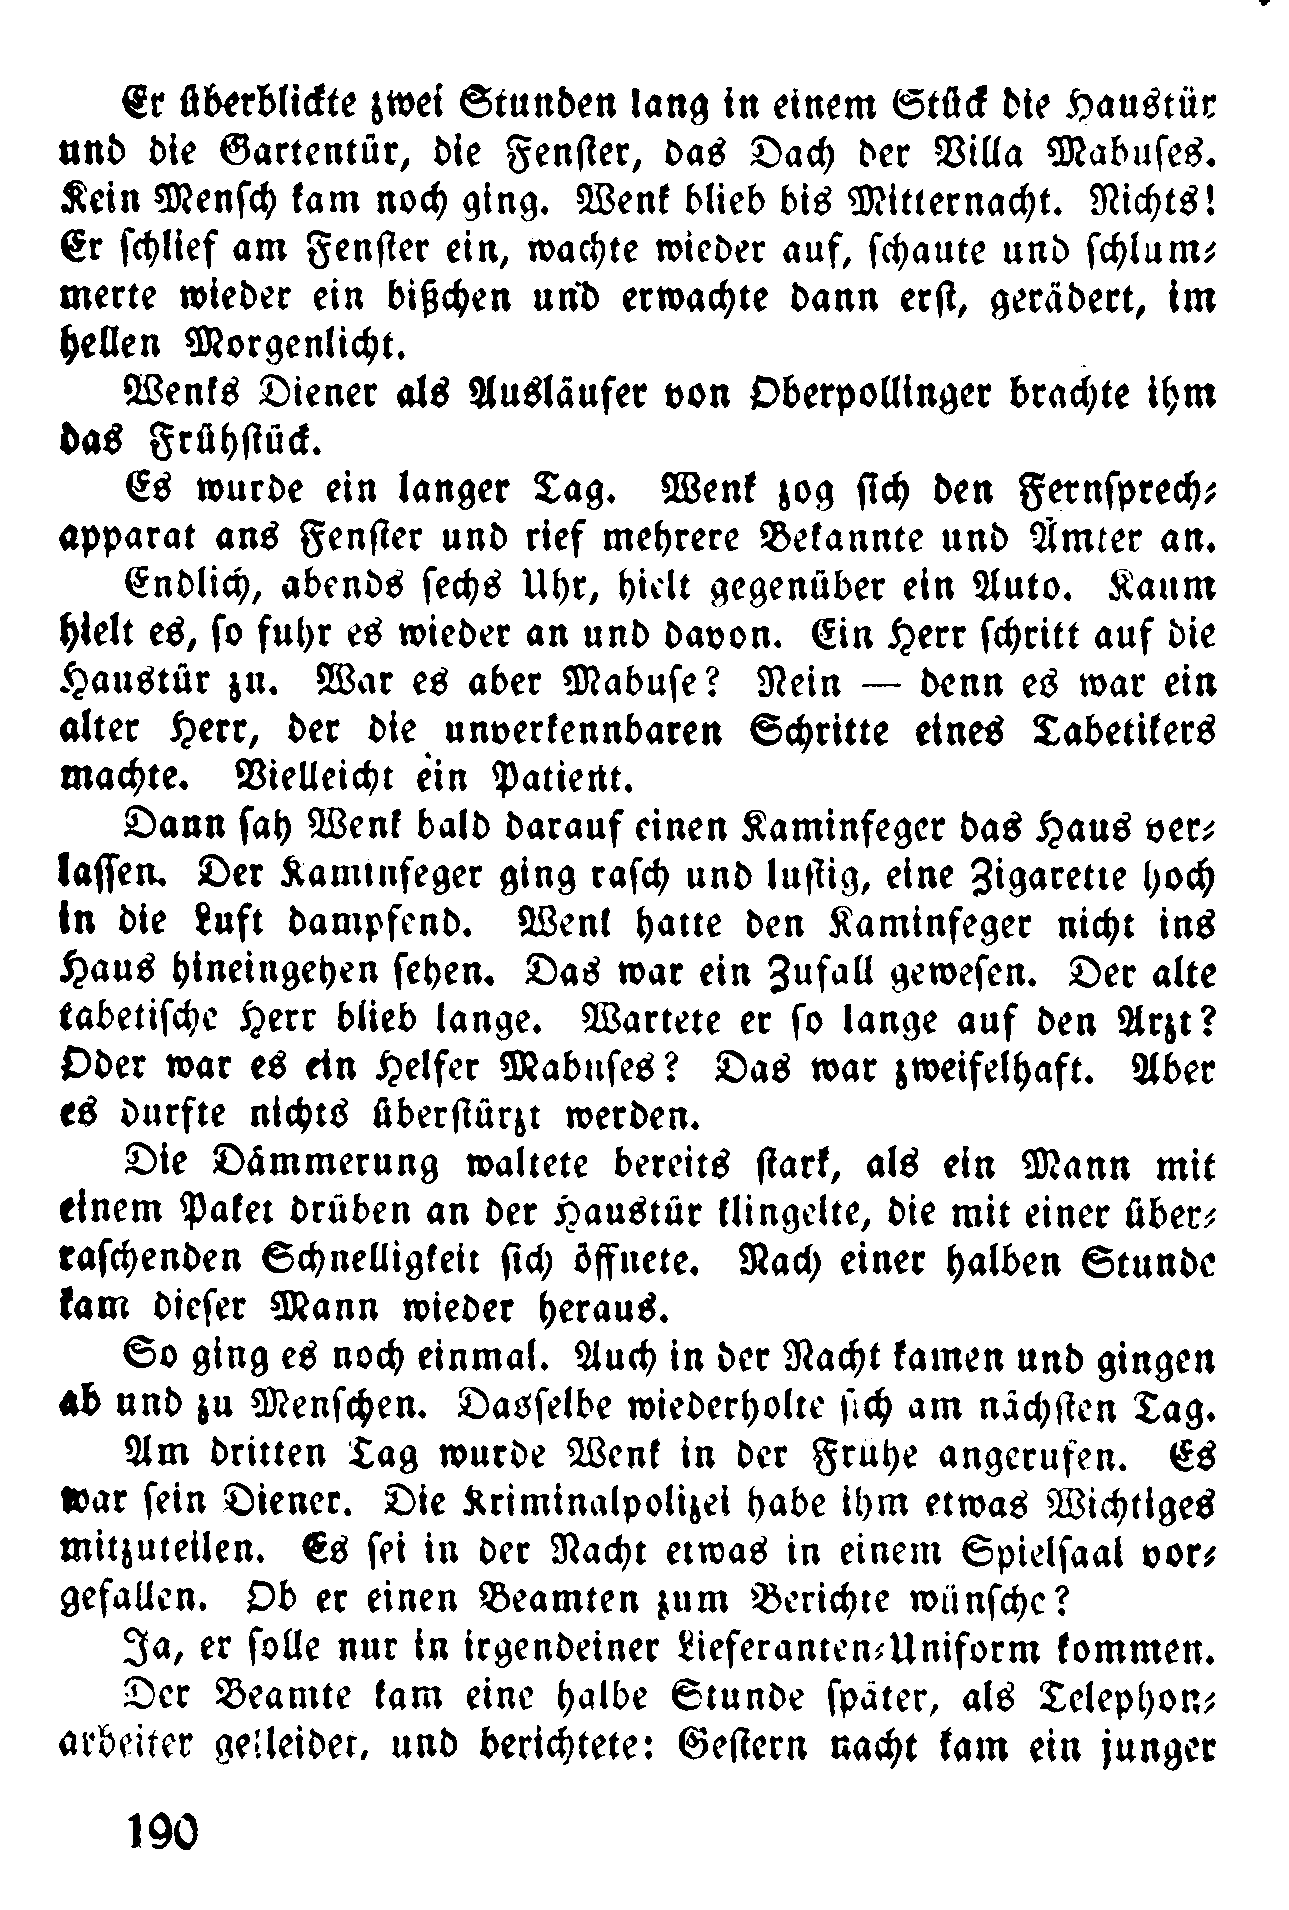 Er überblickte zwei Stunden lang in einem Stück die Haustür
und die Gartentür, die Fenster, das Dach der Villa Mabuses.
Kein Mensch kam noch ging. Wenk blieb bis Mitternacht. Nichts!
Er schlief am Fenster ein, wachte wieder auf, schaute und schlum-
merte wieder ein bißchen und erwachte dann erst, gerädert, im
hellen Morgenlicht.
Wenks Diener als Ausläufer von Oberpollinger brachte ihm
das Frühstück.
Es wurde ein langer Tag. Wenk zog sich den Fernsprech-
apparat ans Fenster und rief mehrere Bekannte und Ämter an.
Endlich, abends sechs Uhr, hielt gegenüber ein Auto. Kaum
hielt es, so fuhr es wieder an und davon. Ein Herr schritt auf die
Haustür zu. War es aber Mabuse? Nein — denn es war ein
alter Herr, der die unverkennbaren Schritte eines Tabetikers
machte. Vielleicht ein Patient.
Dann sah Wenk bald darauf einen Kaminfeger das Haus ver-
lassen. Der Kaminfeger ging rasch und lustig, eine Zigarette hoch
in die Luft dampfend. Wenk hatte den Kaminfeger nicht ins
Haus hineingehen sehen. Das war ein Zufall gewesen. Der alte
tabetische Herr blieb lange. Wartete er so lange auf den Arzt?
Oder war es ein Helfer Mabuses? Das war zweifelhaft. Aber
es durfte nichts überstürzt werden.
Die Dämmerung waltete bereits stark, als ein Mann mit
einem Paket drüben an der Haustür klingelte, die mit einer über-
raschenden Schnelligkeit sich öffnete. Nach einer halben Stunde
kam dieser Mann wieder heraus.
So ging es noch einmal. Auch in der Nacht kamen und gingen
ab und zu Menschen. Dasselbe wiederholte sich am nächsten Tag.
Am dritten Tag wurde Wenk in der Frühe angerufen. Es
war sein Diener. Die Kriminalpolizei habe ihm etwas Wichtiges
mitzuteilen. Es sei in der Nacht etwas in einem Spielsaal vor-
gefallen. Ob er einen Beamten zum Berichte wünsche?
Ja, er solle nur in irgendeiner Lieferanten-Uniform kommen.
Der Beamte kam eine halbe Stunde später, als Telephon-
arbeiter gekleidet, und berichtete: Gestern nacht kam ein junger
190